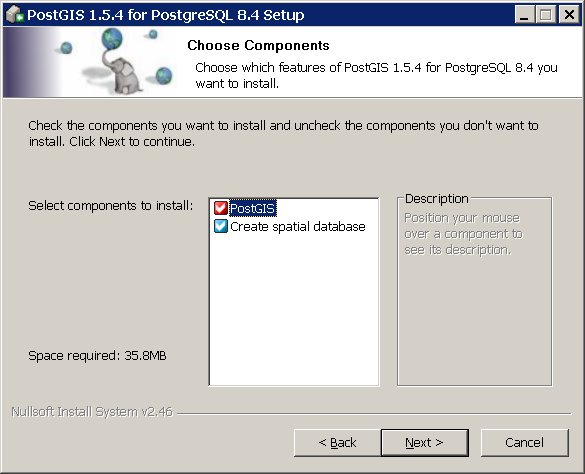 PostGIS 1.5.4 for PostgreSQL 8.4 Setup
Choose Components
Choose which features of PostGIS 1.5.4 for PostgreSQL 8.4 you
want to install.
Check the components you want to install and uncheck the components you don't want to
install. Click Next to continue.
Select components to install:
PostGIS
Create spatial database
Description
Position your mouse
over a component to
see its description.
Space required: 35.8MB
Nullsoft Install System v2.46
< Back
Next >
Cancel